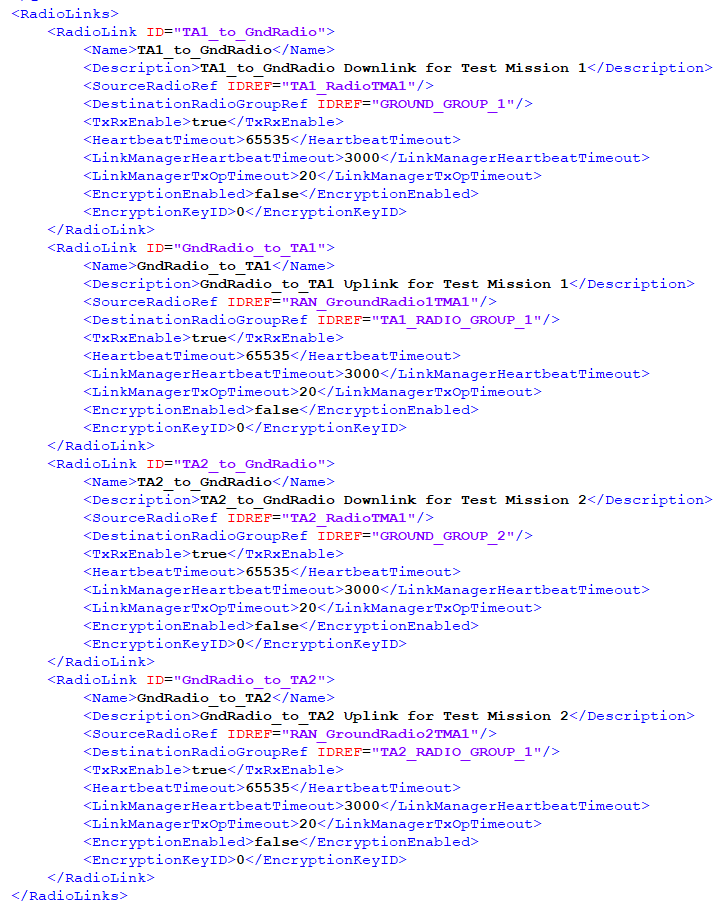 <RadioLinks>
<RadioLink ID="TA1_to_GndRadio">
<Name>TA1_to_GndRadio</Name>
<Description>TA1_to_GndRadio Downlink for Test Mission 1</Description>
<SourceRadioRef IDREF="TA1_RadioTMA1"/>
<DestinationRadioGroupRef IDREF="GROUND_GROUP_1"/>
<TxRxEnable>true</TxRxEnable>
<HeartbeatTimeout>65535</HeartbeatTimeout>
<LinkManagerHeartbeatTimeout>3000</LinkManagerHeartbeatTimeout>
<LinkManagerTxOpTimeout>20</LinkManagerTxOpTimeout>
<EncryptionEnabled>false</EncryptionEnabled>
<EncryptionKeyID>0</EncryptionKeyID>
</RadioLink>
<RadioLink ID="GndRadio_to_TA1">
<Name>GndRadio_to_TA1</Name>
<Description>GndRadio_to_TA1 Uplink for Test Mission 1</Description>
<SourceRadioRef IDREF="RAN_GroundRadio1TMA1"/>
<DestinationRadioGroupRef IDREF="TA1_RADIO_GROUP_1"/>
<TxRxEnable>true</TxRxEnable>
<HeartbeatTimeout>65535</HeartbeatTimeout>
<LinkManagerHeartbeatTimeout>3000</LinkManagerHeartbeatTimeout>
<LinkManagerTxOpTimeout>20</LinkManagerTxOpTimeout>
<EncryptionEnabled>false</EncryptionEnabled>
<EncryptionKeyID>0</EncryptionKeyID>
</RadioLink>
<RadioLink ID="TA2_to_GndRadio">
<Name>TA2_to_GndRadio</Name>
<Description>TA2_to_GndRadio Downlink for Test Mission 2</Description>
<SourceRadioRef IDREF="TA2_RadioTMA1"/>
<DestinationRadioGroupRef IDREF="GROUND_GROUP_2"/>
<TxRxEnable>true</TxRxEnable>
<HeartbeatTimeout>65535</HeartbeatTimeout>
<LinkManagerHeartbeatTimeout>3000</LinkManagerHeartbeatTimeout>
<LinkManagerTxOpTimeout>20</LinkManagerTxOpTimeout>
<EncryptionEnabled>false</EncryptionEnabled>
<EncryptionKeyID>0</EncryptionKeyID>
</RadioLink>
<RadioLink ID="GndRadio_to_TA2">
<Name>GndRadio_to_TA2</Name>
<Description>GndRadio_to_TA2 Uplink for Test Mission 2</Description>
<SourceRadioRef IDREF="RAN_GroundRadio2TMA1"/>
<DestinationRadioGroupRef IDREF="TA2_RADIO_GROUP_1"/>
<TxRxEnable>true</TxRxEnable>
<HeartbeatTimeout>65535</HeartbeatTimeout>
<LinkManagerHeartbeatTimeout>3000</LinkManagerHeartbeatTimeout>
<LinkManagerTxOpTimeout>20</LinkManagerTxOpTimeout>
<EncryptionEnabled>false</EncryptionEnabled>
<EncryptionKeyID>0</EncryptionKeyID>
</RadioLink>
</RadioLinks>